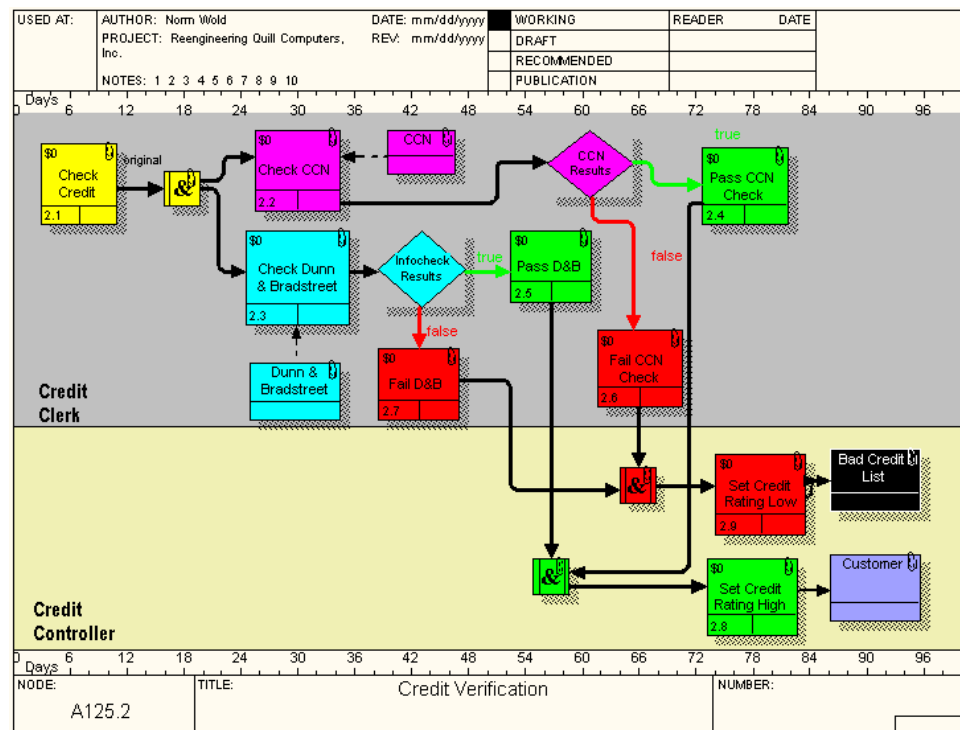 USED AT:
AUTHOR: Norm Wold
DATE: mm/dd/yyyy
PROJECT: Reengineering Quill Computers,
Inc.
REV: mm/dd/yyyy
NOTES: 1 2 3 4 5 6 7 8 9 10
WORKING
DRAFT
RECOMMENDED
PUBLICATION
READER
DATE
Days 6 12 18 24 30 36 42 48 54 60 66 72 78 84 90 96
$0
Check
Credit
2.1
original
&
$0
Check CCN
2.2
CCN
CCN
Results
true
$0
Pass CCN
Check
2.4
false
$0
Check Dunn
& Bradstreet
2.3
Infocheck
Results
true
$0
Pass D&B
2.5
false
Dunn &
Bradstreet
$0
Fail D&B
2.7
$0
Fail CCN
Check
2.6
Credit
Clerk
&
$0
Set Credit
Rating Low
2.9
Bad Credit
List
&
$0
Set Credit
Rating High
2.8
Customer
Credit
Controller
Days 6 12 18 24 30 36 42 48 54 60 66 72 78 84 90 96
NODE:
A125.2
TITLE:
Credit Verification
NUMBER: